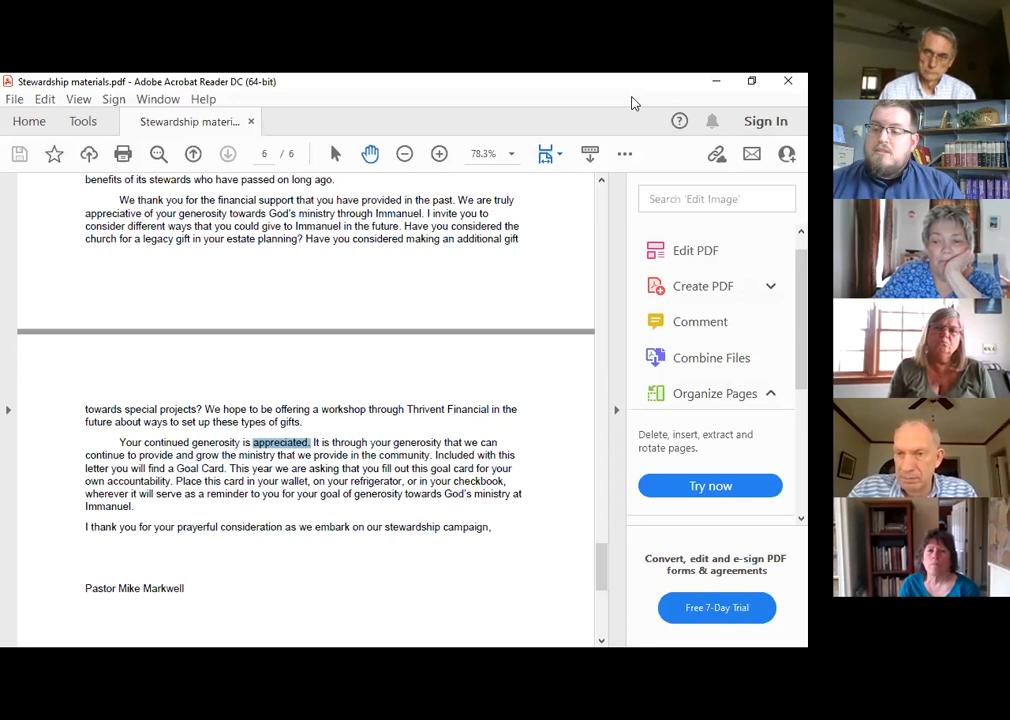 Stewardship materials.pdf - Adobe Acrobat Reader DC (64-bit)
File Edit View Sign Window Help
Home Tools Stewardship materi... × Sign In
6 / 6 78.3%
benefits of its stewards who have passed on long ago.
We thank you for the financial support that you have provided in the past. We are truly
appreciative of your generosity towards God's ministry through Immanuel. I invite you to
consider different ways that you could give to Immanuel in the future. Have you considered the
church for a legacy gift in your estate planning? Have you considered making an additional gift
towards special projects? We hope to be offering a workshop through Thrivent Financial in the
future about ways to set up these types of gifts.
Your continued generosity is appreciated. It is through your generosity that we can
continue to provide and grow the ministry that we provide in the community. Included with this
letter you will find a Goal Card. This year we are asking that you fill out this goal card for your
own accountability. Place this card in your wallet, on your refrigerator, or in your checkbook,
wherever it will serve as a reminder to you for your goal of generosity towards God's ministry at
Immanuel.
I thank you for your prayerful consideration as we embark on our stewardship campaign,
Pastor Mike Markwell
Search 'Edit Image'
Edit PDF
Create PDF
Comment
Combine Files
Organize Pages
Delete, insert, extract and
rotate pages.
Try now
Convert, edit and e-sign PDF
forms & agreements
Free 7-Day Trial